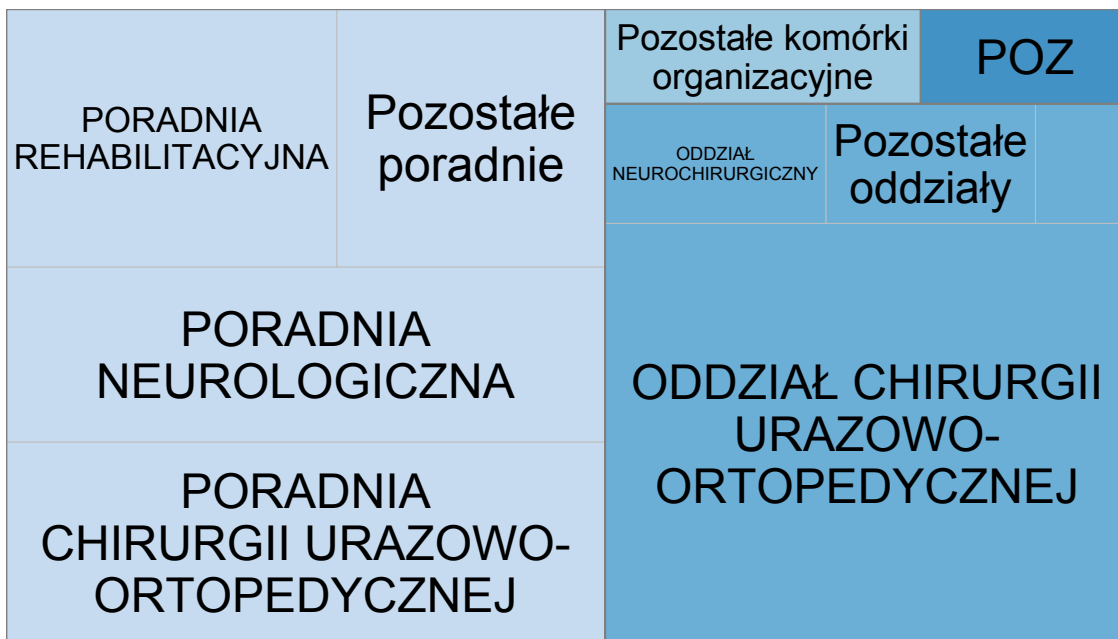 PORADNIA
REHABILITACYJNA
Pozostałe
poradnie
PORADNIA
NEUROLOGICZNA
PORADNIA
CHIRURGII URAZOWO-
ORTOPEDYCZNEJ
Pozostałe komórki
organizacyjne
POZ
ODDZIAŁ
NEUROCHIRURGICZNY
Pozostałe
oddziały
ODDZIAŁ CHIRURGII
URAZOWO-
ORTOPEDYCZNEJ